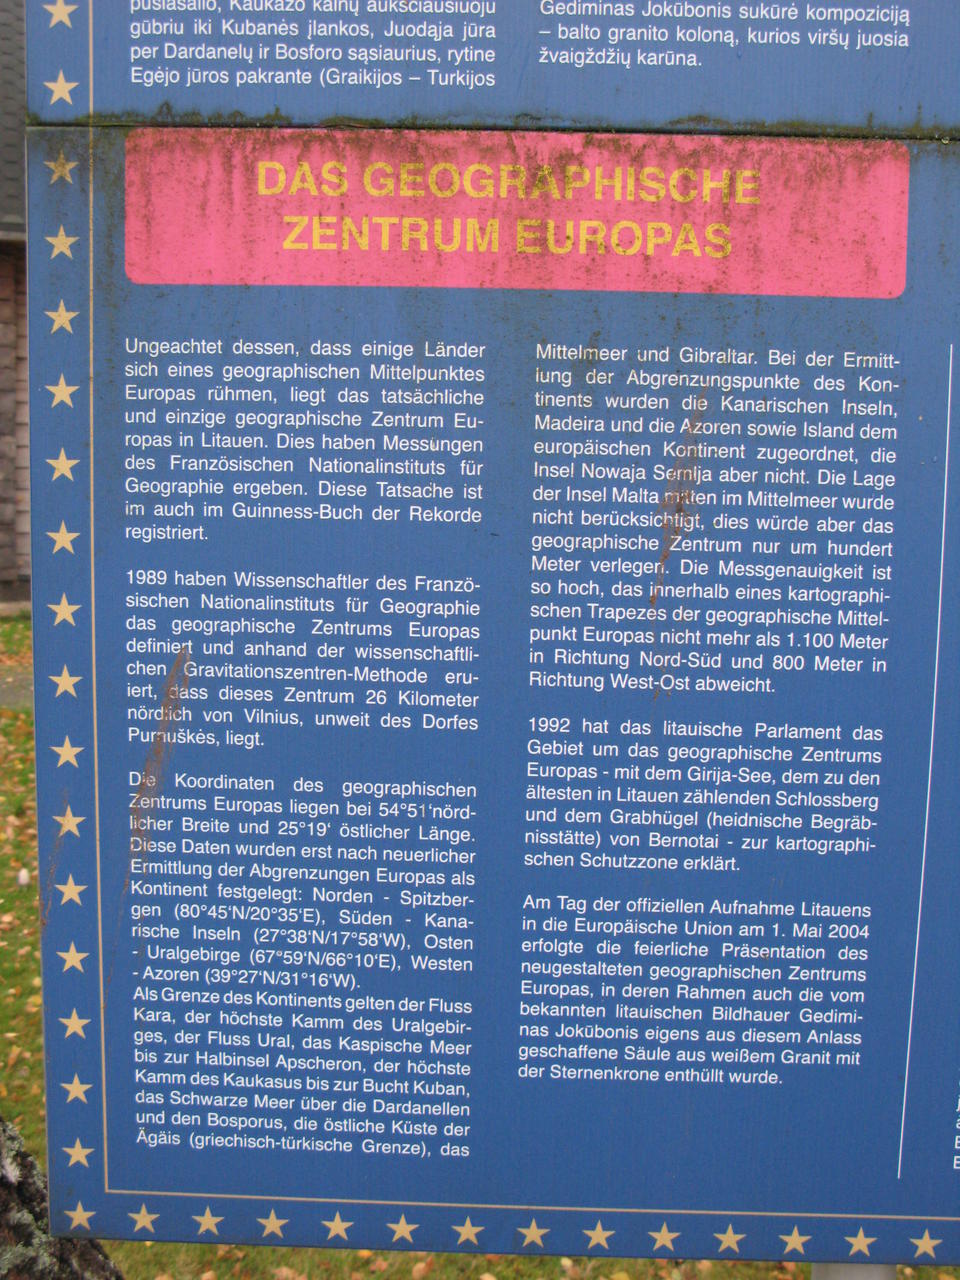 pusiasalio, Kaukazo kalnų aukščiausiuoju
gūbriu iki Kubanės įlankos, Juodąja jūra
per Dardanelų ir Bosforo sąsiaurius, rytine
Egėjo jūros pakrante (Graikijos – Turkijos
Gediminas Jokūbonis sukūrė kompoziciją
– balto granito koloną, kurios viršų juosia
žvaigždžių karūna.
DAS GEOGRAPHISCHE
ZENTRUM EUROPAS
Ungeachtet dessen, dass einige Länder
sich eines geographischen Mittelpunktes
Europas rühmen, liegt das tatsächliche
und einzige geographische Zentrum Eu-
ropas in Litauen. Dies haben Messungen
des Französischen Nationalinstituts für
Geographie ergeben. Diese Tatsache ist
im auch im Guinness-Buch der Rekorde
registriert.
1989 haben Wissenschaftler des Franzö-
sischen Nationalinstituts für Geographie
das geographische Zentrums Europas
definiert und anhand der wissenschaftli-
chen Gravitationszentren-Methode eru-
iert, dass dieses Zentrum 26 Kilometer
nördlich von Vilnius, unweit des Dorfes
Purnuškės, liegt.
Die Koordinaten des geographischen
Zentrums Europas liegen bei 54°51‘nörd-
licher Breite und 25°19‘ östlicher Länge.
Diese Daten wurden erst nach neuerlicher
Ermittlung der Abgrenzungen Europas als
Kontinent festgelegt: Norden - Spitzber-
gen (80°45‘N/20°35‘E), Süden - Kana-
rische Inseln (27°38‘N/17°58‘W), Osten
- Uralgebirge (67°59‘N/66°10‘E), Westen
- Azoren (39°27‘N/31°16‘W).
Als Grenze des Kontinents gelten der Fluss
Kara, der höchste Kamm des Uralgebir-
ges, der Fluss Ural, das Kaspische Meer
bis zur Halbinsel Apscheron, der höchste
Kamm des Kaukasus bis zur Bucht Kuban,
das Schwarze Meer über die Dardanellen
und den Bosporus, die östliche Küste der
Ägäis (griechisch-türkische Grenze), das
Mittelmeer und Gibraltar. Bei der Ermitt-
lung der Abgrenzungspunkte des Kon-
tinents wurden die Kanarischen Inseln,
Madeira und die Azoren sowie Island dem
europäischen Kontinent zugeordnet, die
Insel Nowaja Semlja aber nicht. Die Lage
der Insel Malta mitten im Mittelmeer wurde
nicht berücksichtigt, dies würde aber das
geographische Zentrum nur um hundert
Meter verlegen. Die Messgenauigkeit ist
so hoch, das innerhalb eines kartographi-
schen Trapezes der geographische Mittel-
punkt Europas nicht mehr als 1.100 Meter
in Richtung Nord-Süd und 800 Meter in
Richtung West-Ost abweicht.
1992 hat das litauische Parlament das
Gebiet um das geographische Zentrums
Europas - mit dem Girija-See, dem zu den
ältesten in Litauen zählenden Schlossberg
und dem Grabhügel (heidnische Begräb-
nisstätte) von Bernotai - zur kartographi-
schen Schutzzone erklärt.
Am Tag der offiziellen Aufnahme Litauens
in die Europäische Union am 1. Mai 2004
erfolgte die feierliche Präsentation des
neugestalteten geographischen Zentrums
Europas, in deren Rahmen auch die vom
bekannten litauischen Bildhauer Gedimi-
nas Jokūbonis eigens aus diesem Anlass
geschaffene Säule aus weißem Granit mit
der Sternenkrone enthüllt wurde.